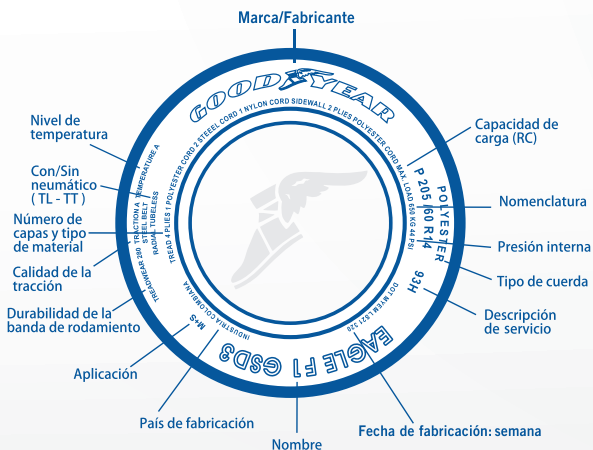 Marca/Fabricante
GOODYEAR
TREAD 4 PLIES 1 POLYESTER CORD 2 STEEEL CORD 1 NYLON CORD SIDEWALL 2 PLIES POLYESTER CORD MAX. LOAD 650 KG 44 PSI
Nivel de
temperatura
Con/Sin
neumático
( TL - TT )
Número de
capas y tipo
de material
Calidad de la
tracción
Durabilidad de la
banda de rodamiento
Aplicación
País de fabricación
Nombre
Fecha de fabricación: semana
Capacidad de
carga (RC)
Nomenclatura
Presión interna
Tipo de cuerda
Descripción
de servicio
TREADWEAR 280 TRACTION A TEMPERATURE A
STEEL BELT
RADIAL TUBELESS
POLYESTER
P 205 /60 R14 93H
M+S
INDUSTRIA COLOMBIANA
EAGLE F1 GSD3
DOT MYEM L521 320